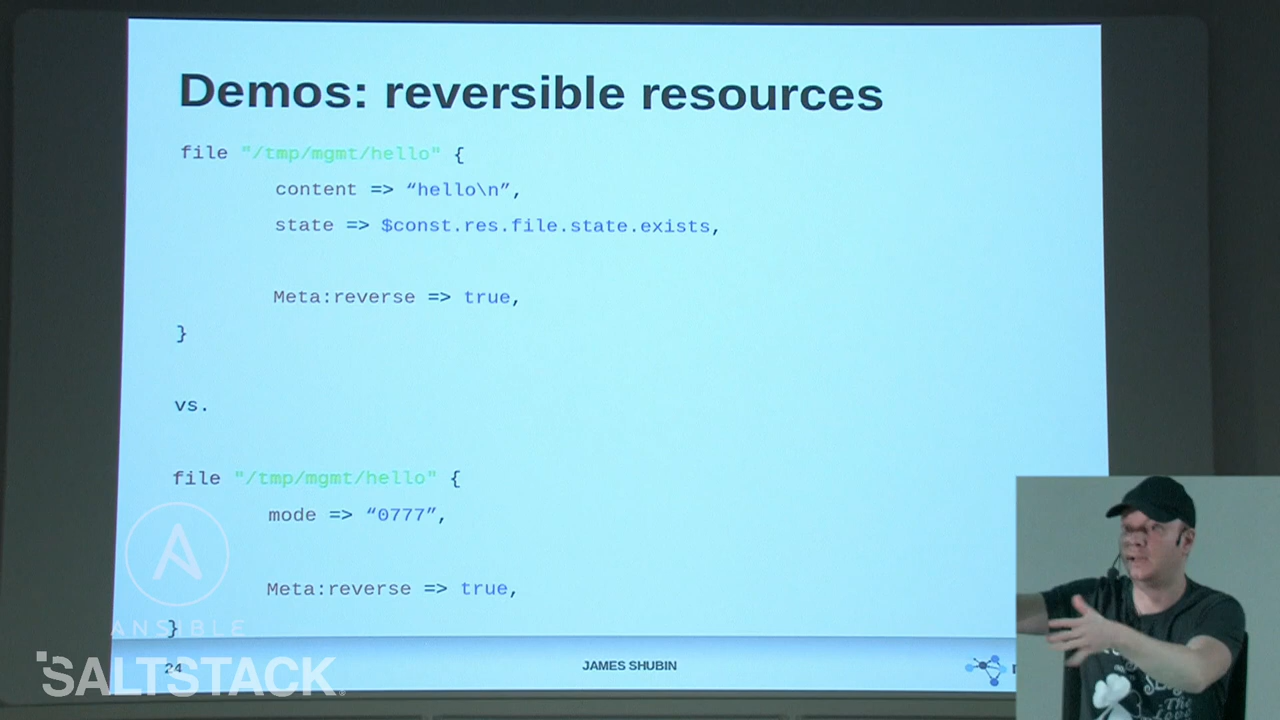 Demos: reversible resources
file "/tmp/mgmt/hello" {
content => “hello\n”,
state => $const.res.file.state.exists,
Meta:reverse => true,
}
vs.
file "/tmp/mgmt/hello" {
mode => “0777”,
Meta:reverse => true,
}
ANSIBLE
24
JAMES SHUBIN
SALTSTACK